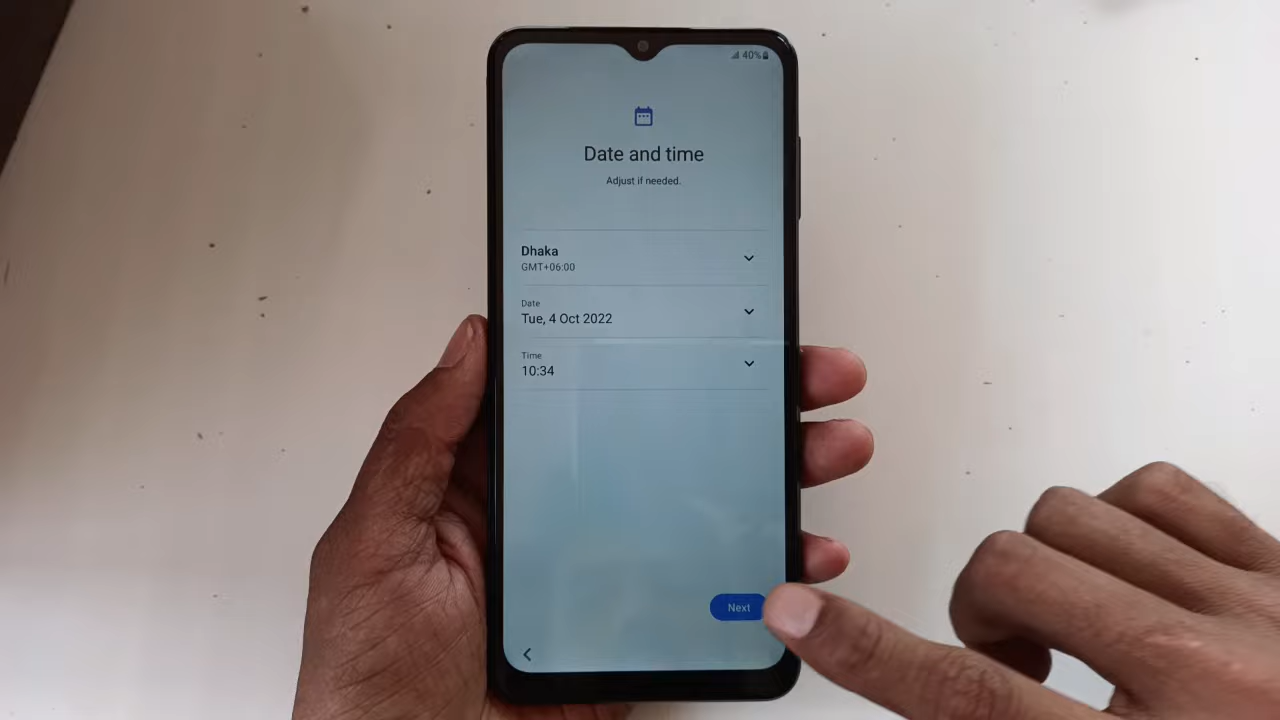 40%
Date and time
Adjust if needed.
Dhaka
GMT+06:00
Date
Tue, 4 Oct 2022
Time
10:34
Next